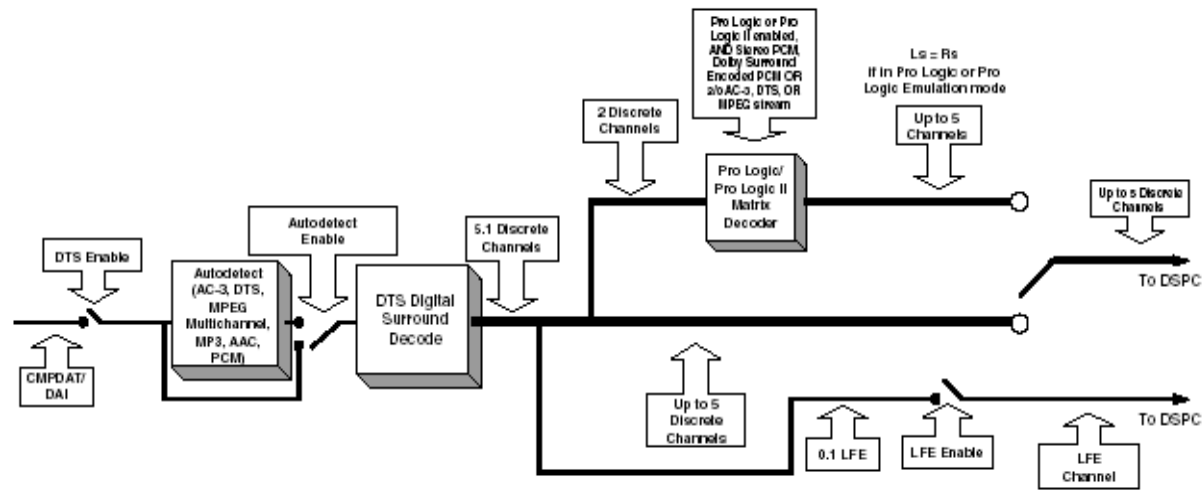 Pro Logic or Pro
Logic II enabled,
AND Stereo PCM,
Dolby Surround
Encoded PCM OR
2/0 AC-3, DTS, OR
MPEG stream
Ls = Rs
If in Pro Logic or Pro
Logic Emulation mode
2 Discrete
Channels
Up to 5
Channels
Pro Logic/
Pro Logic II
Matrix
Decoder
Up to 5 Discrete
Channels
Autodetect
Enable
5.1 Discrete
Channels
DTS Enable
Autodetect
(AC-3, DTS,
MPEG
Multichannel,
MP3, AAC,
PCM)
DTS Digital
Surround
Decode
To DSPC
CMPDAT/
DAI
Up to 5
Discrete
Channels
0.1 LFE
LFE Enable
LFE
Channel
To DSPC